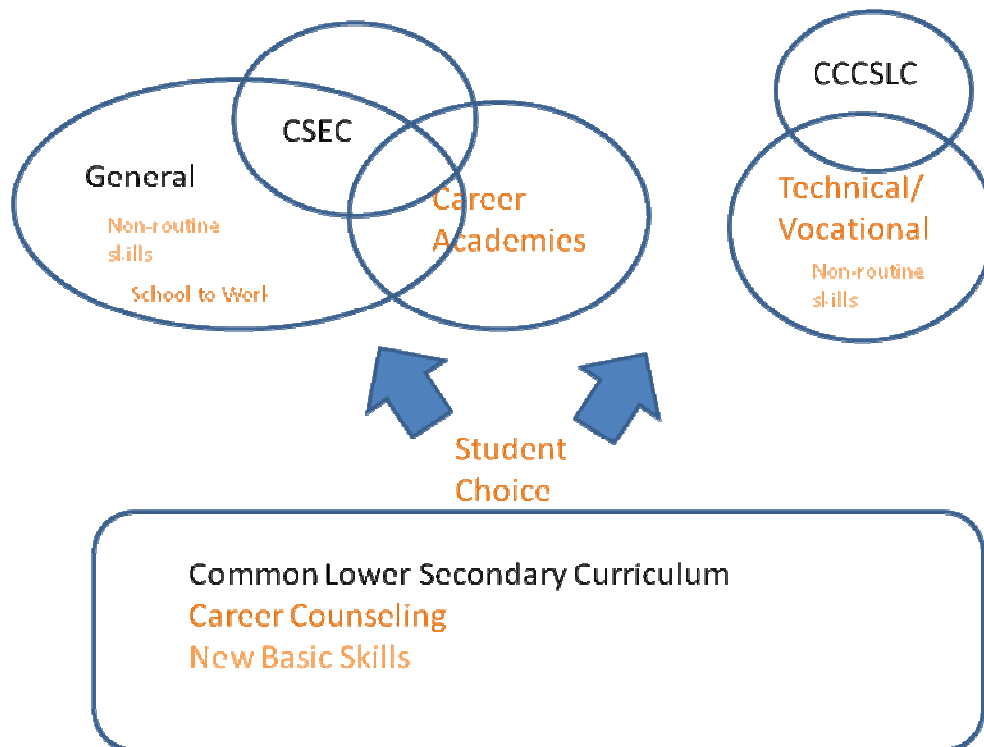 CSEC
General
Non-routine
skills
School to Work
Career
Academies
CCCSLC
Technical/
Vocational
Non-routine
skills
Student
Choice
Common Lower Secondary Curriculum
Career Counseling
New Basic Skills